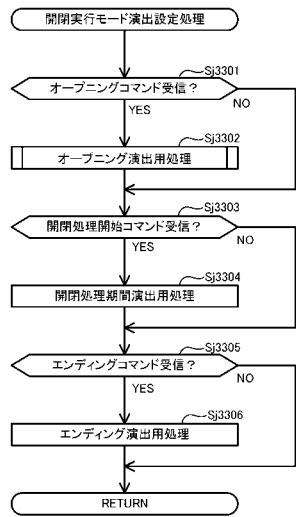 開閉実行モード演出設定処理
Sj3301
オープニングコマンド受信？
YES
NO
Sj3302
オープニング演出用処理
Sj3303
開閉処理開始コマンド受信？
YES
NO
Sj3304
開閉処理期間演出用処理
Sj3305
エンディングコマンド受信？
YES
NO
Sj3306
エンディング演出用処理
RETURN